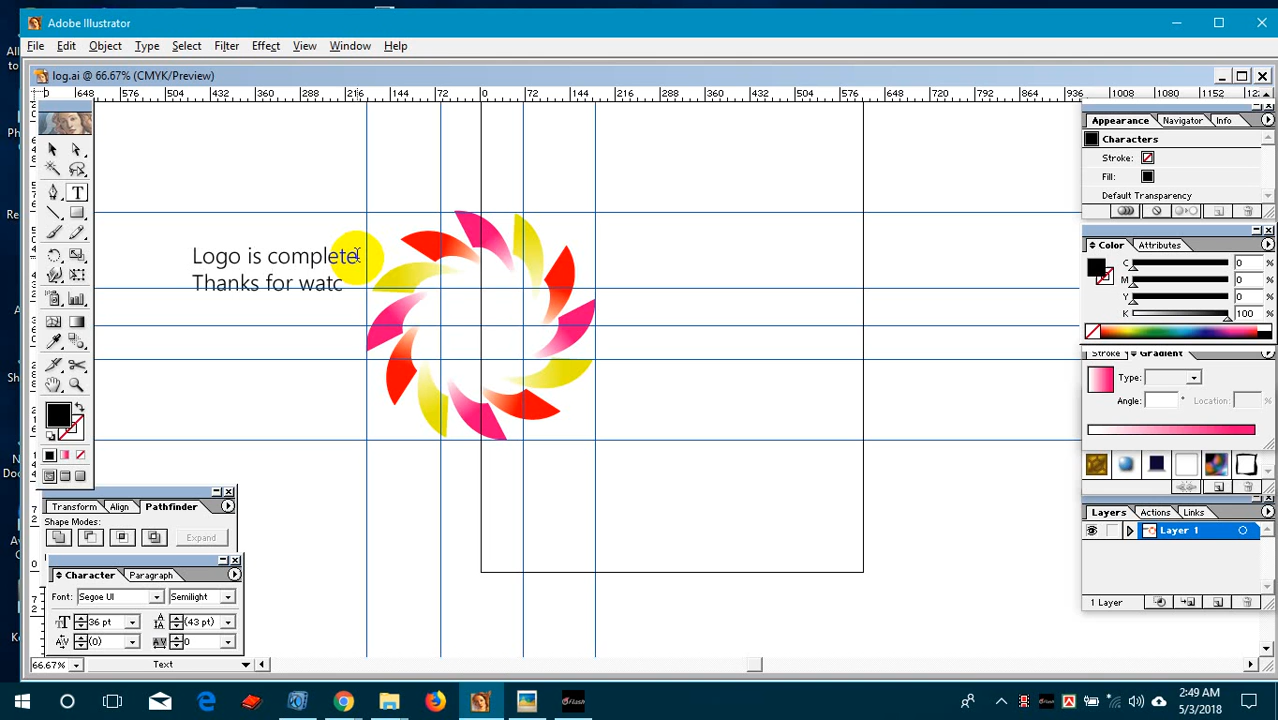 Adobe Illustrator
File Edit Object Type Select Filter Effect View Window Help
log.ai @ 66.67% (CMYK/Preview)
648 576 504 432 360 288 216 144 72 0 72 144 216 288 360 432 504 576 648 720 792 864 936 1008 1080 1152
Logo is complete
Thanks for watc
Appearance Navigator Info
Characters
Stroke:
Fill:
Default Transparency
Color Attributes
C 0 %
M 0 %
Y 0 %
K 100 %
Stroke Gradient
Type:
Angle: ° Location: %
Layers Actions Links
Layer 1
1 Layer
Transform Align Pathfinder
Shape Modes:
Expand
Character Paragraph
Font: Segoe UI Semilight
36 pt (43 pt)
(0) 0
66.67% Text
2:49 AM
5/3/2018